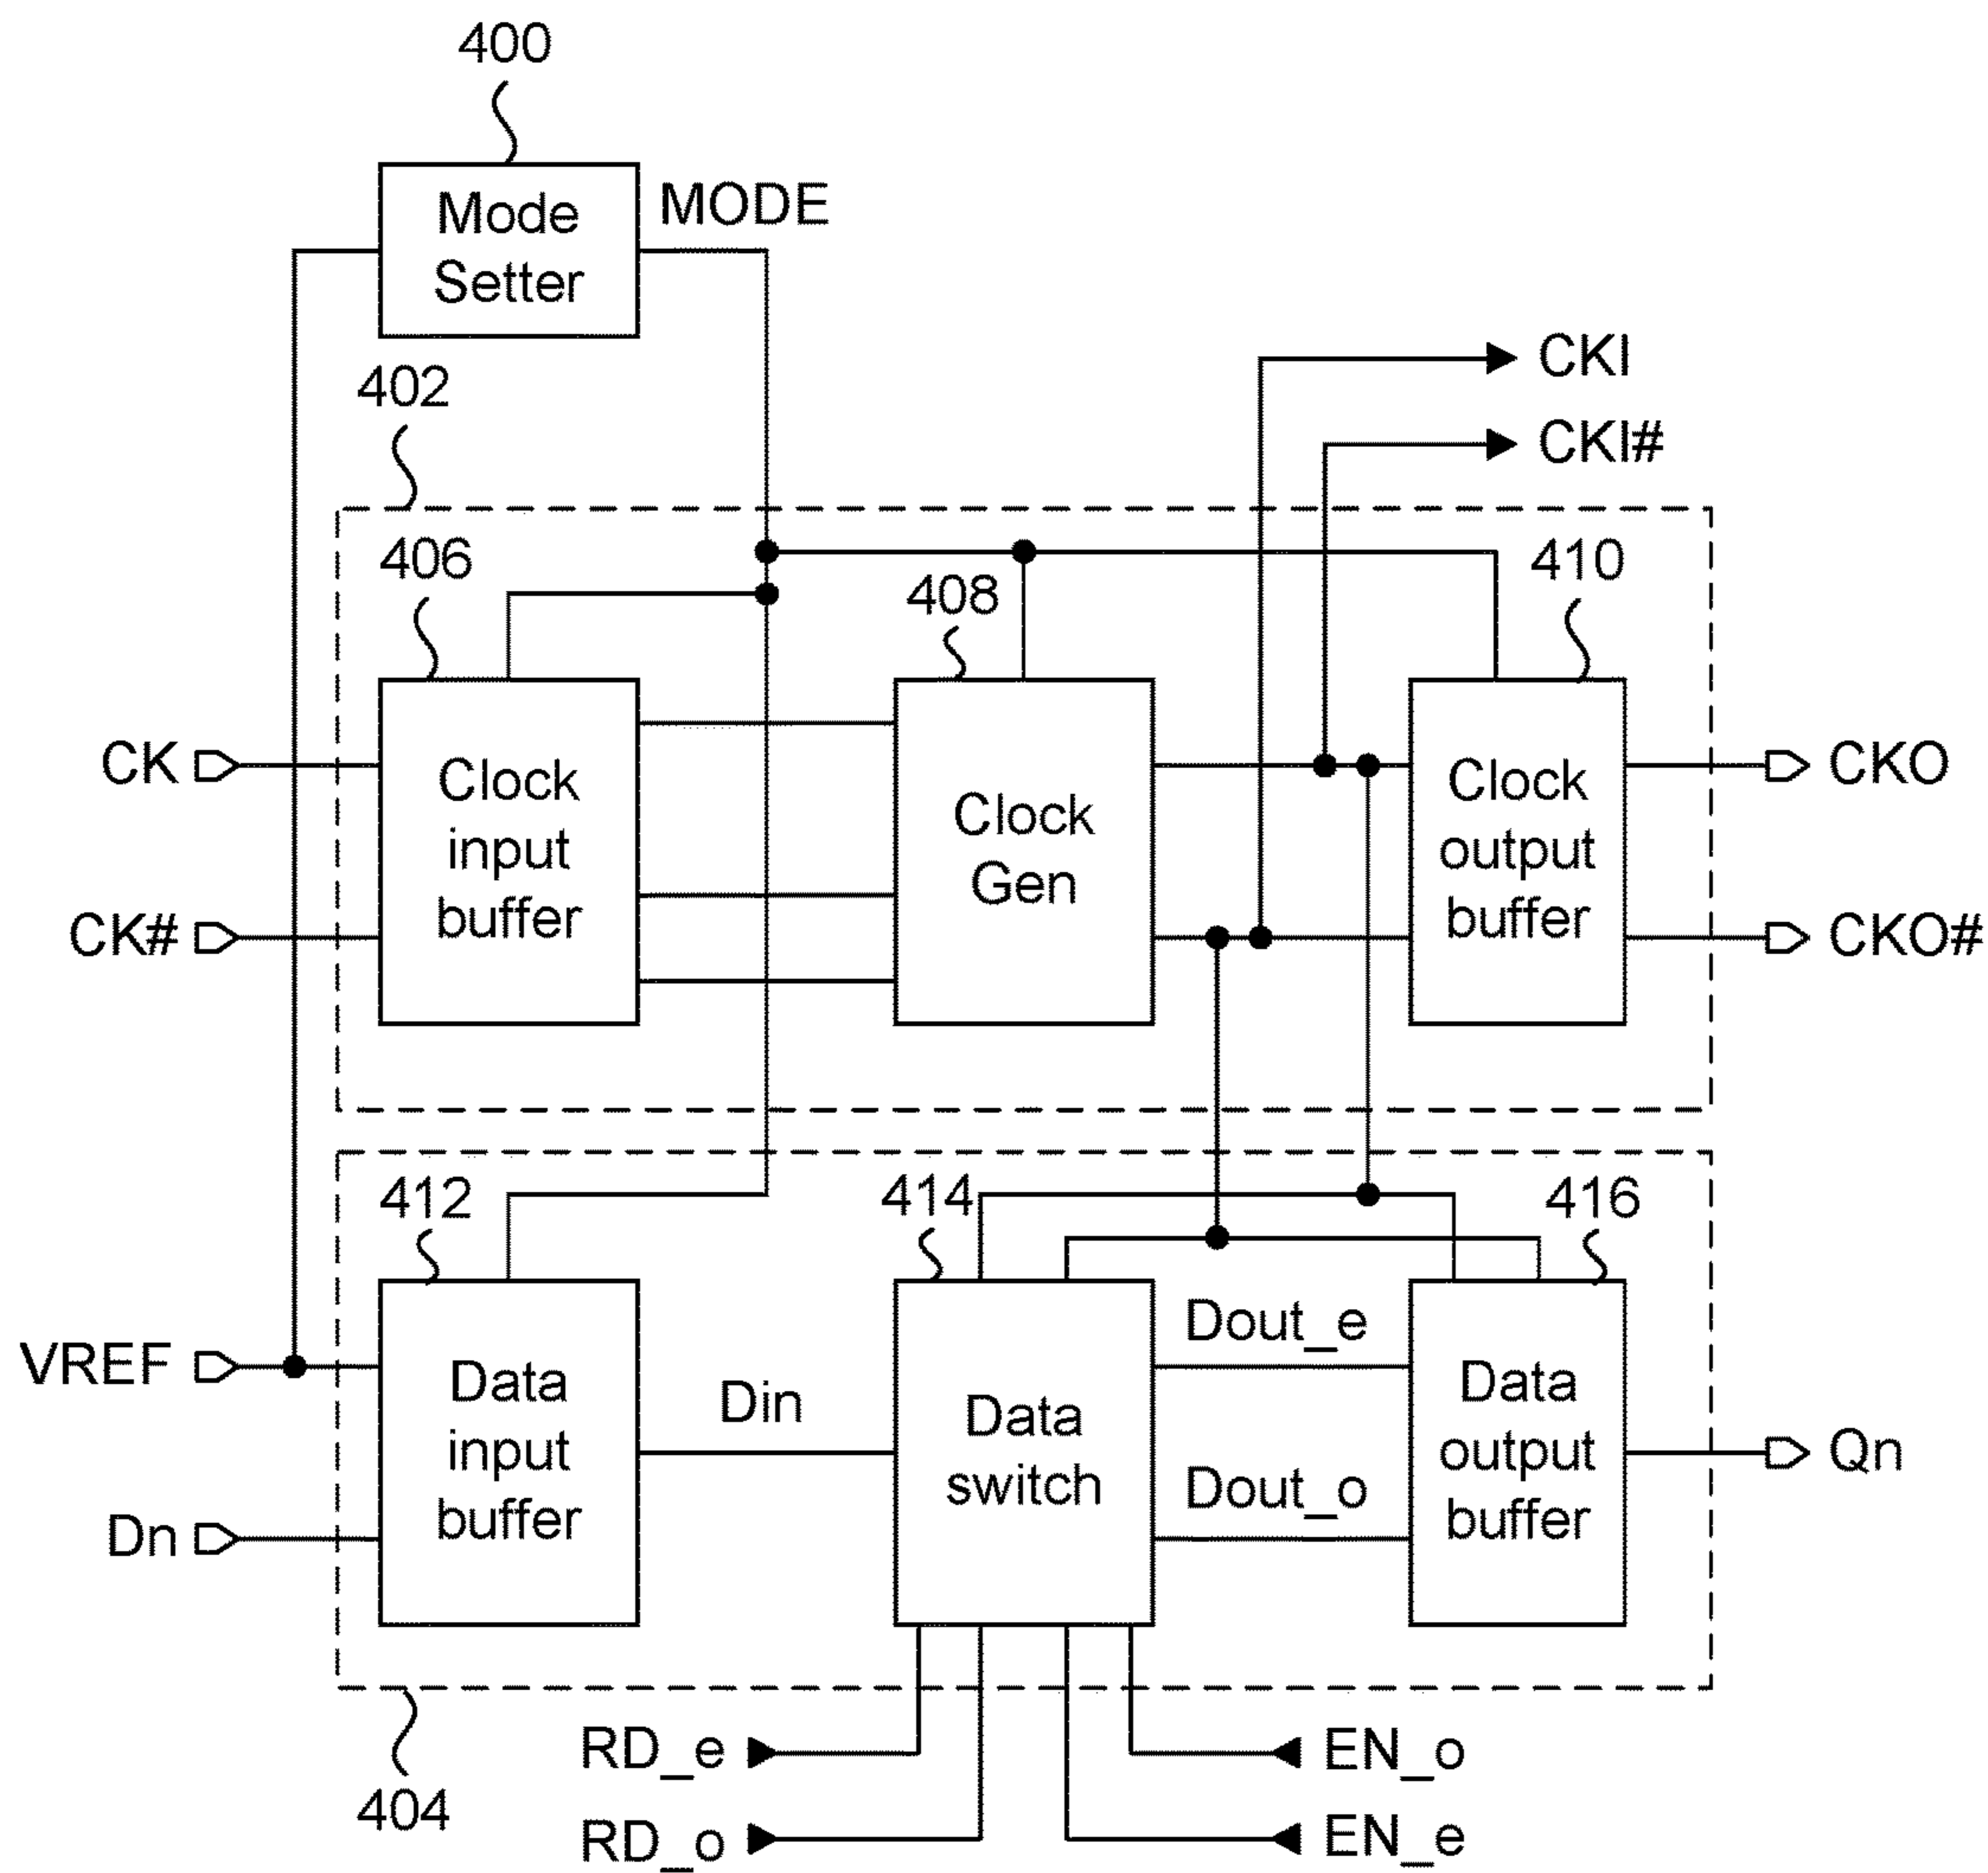 400
Mode
Setter
MODE
402
CKI
CKI#
406
408
410
CK
CK#
Clock
input
buffer
Clock
Gen
Clock
output
buffer
CKO
CKO#
412
414
416
VREF
Dn
Data
input
buffer
Din
Data
switch
Dout_e
Dout_o
Data
output
buffer
Qn
404
RD_e
RD_o
EN_o
EN_e